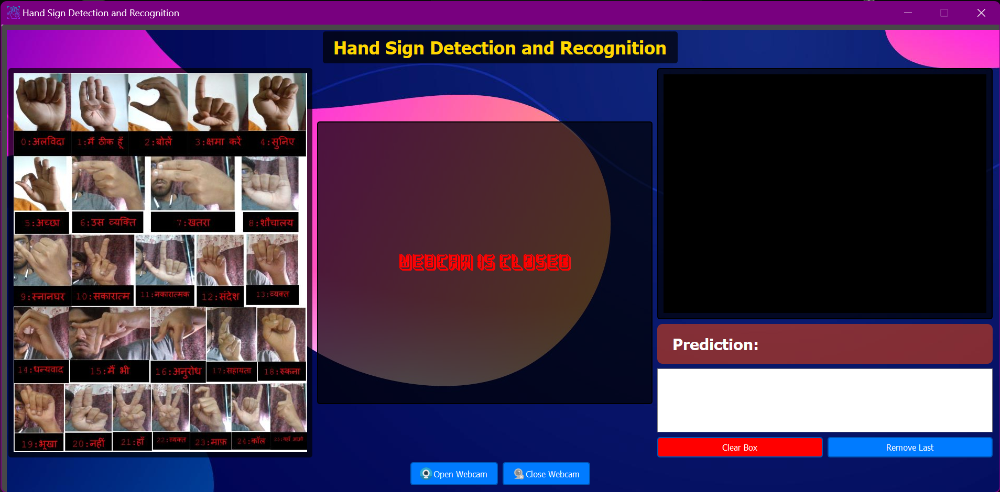 Hand Sign Detection and Recognition
Hand Sign Detection and Recognition
0:अलविदा 1:मैं ठीक हूँ 2:बोलें 3:क्षमा करें 4:सुनिए
5:अच्छा 6:उस व्यक्ति 7:खतरा 8:शौचालय
9:स्नानघर 10:सकारात्म 11:नकारात्मक 12:संदेश 13:व्यक्त
14:धन्यवाद 15:मैं भी 16:अनुरोध 17:सहायता 18:रुकना
19:भूखा 20:नहीं 21:हाँ 22:व्यक्त 23:माफ़ 24:कॉल 25:यहाँ आओ
WEBCAM IS CLOSED
Prediction:
Clear Box Remove Last
Open Webcam Close Webcam